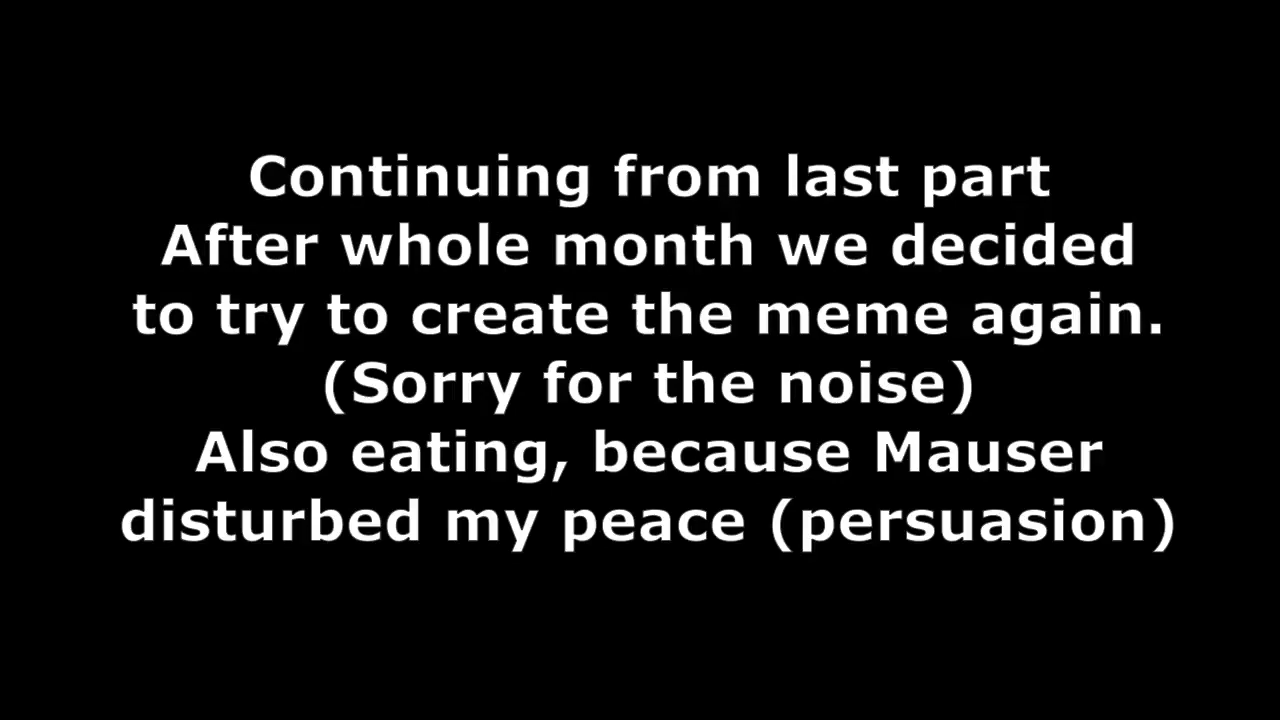 Continuing from last part
After whole month we decided
to try to create the meme again.
(Sorry for the noise)
Also eating, because Mauser
disturbed my peace (persuasion)